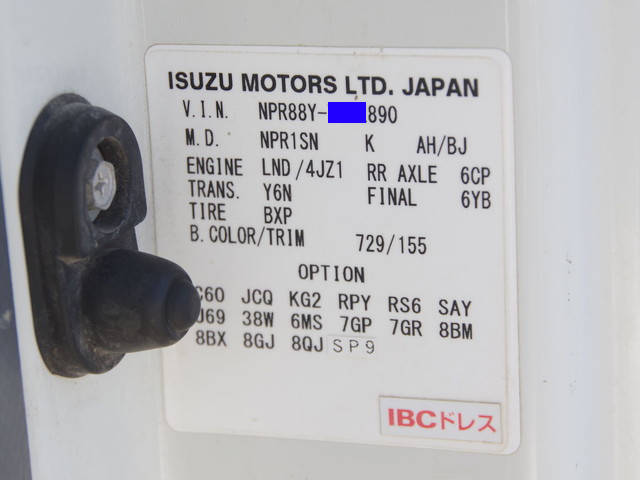 ISUZU MOTORS LTD. JAPAN
V.I.N. NPR88Y- 890
M.D. NPR1SN K AH/BJ
ENGINE LND/4JZ1 RR AXLE 6CP
TRANS. Y6N FINAL 6YB
TIRE BXP
B.COLOR/TRIM 729/155
OPTION
JCQ KG2 RPY RS6 SAY
38W 6MS 7GP 7GR 8BM
8BX 8GJ 8QJ SP9
IBCドレス